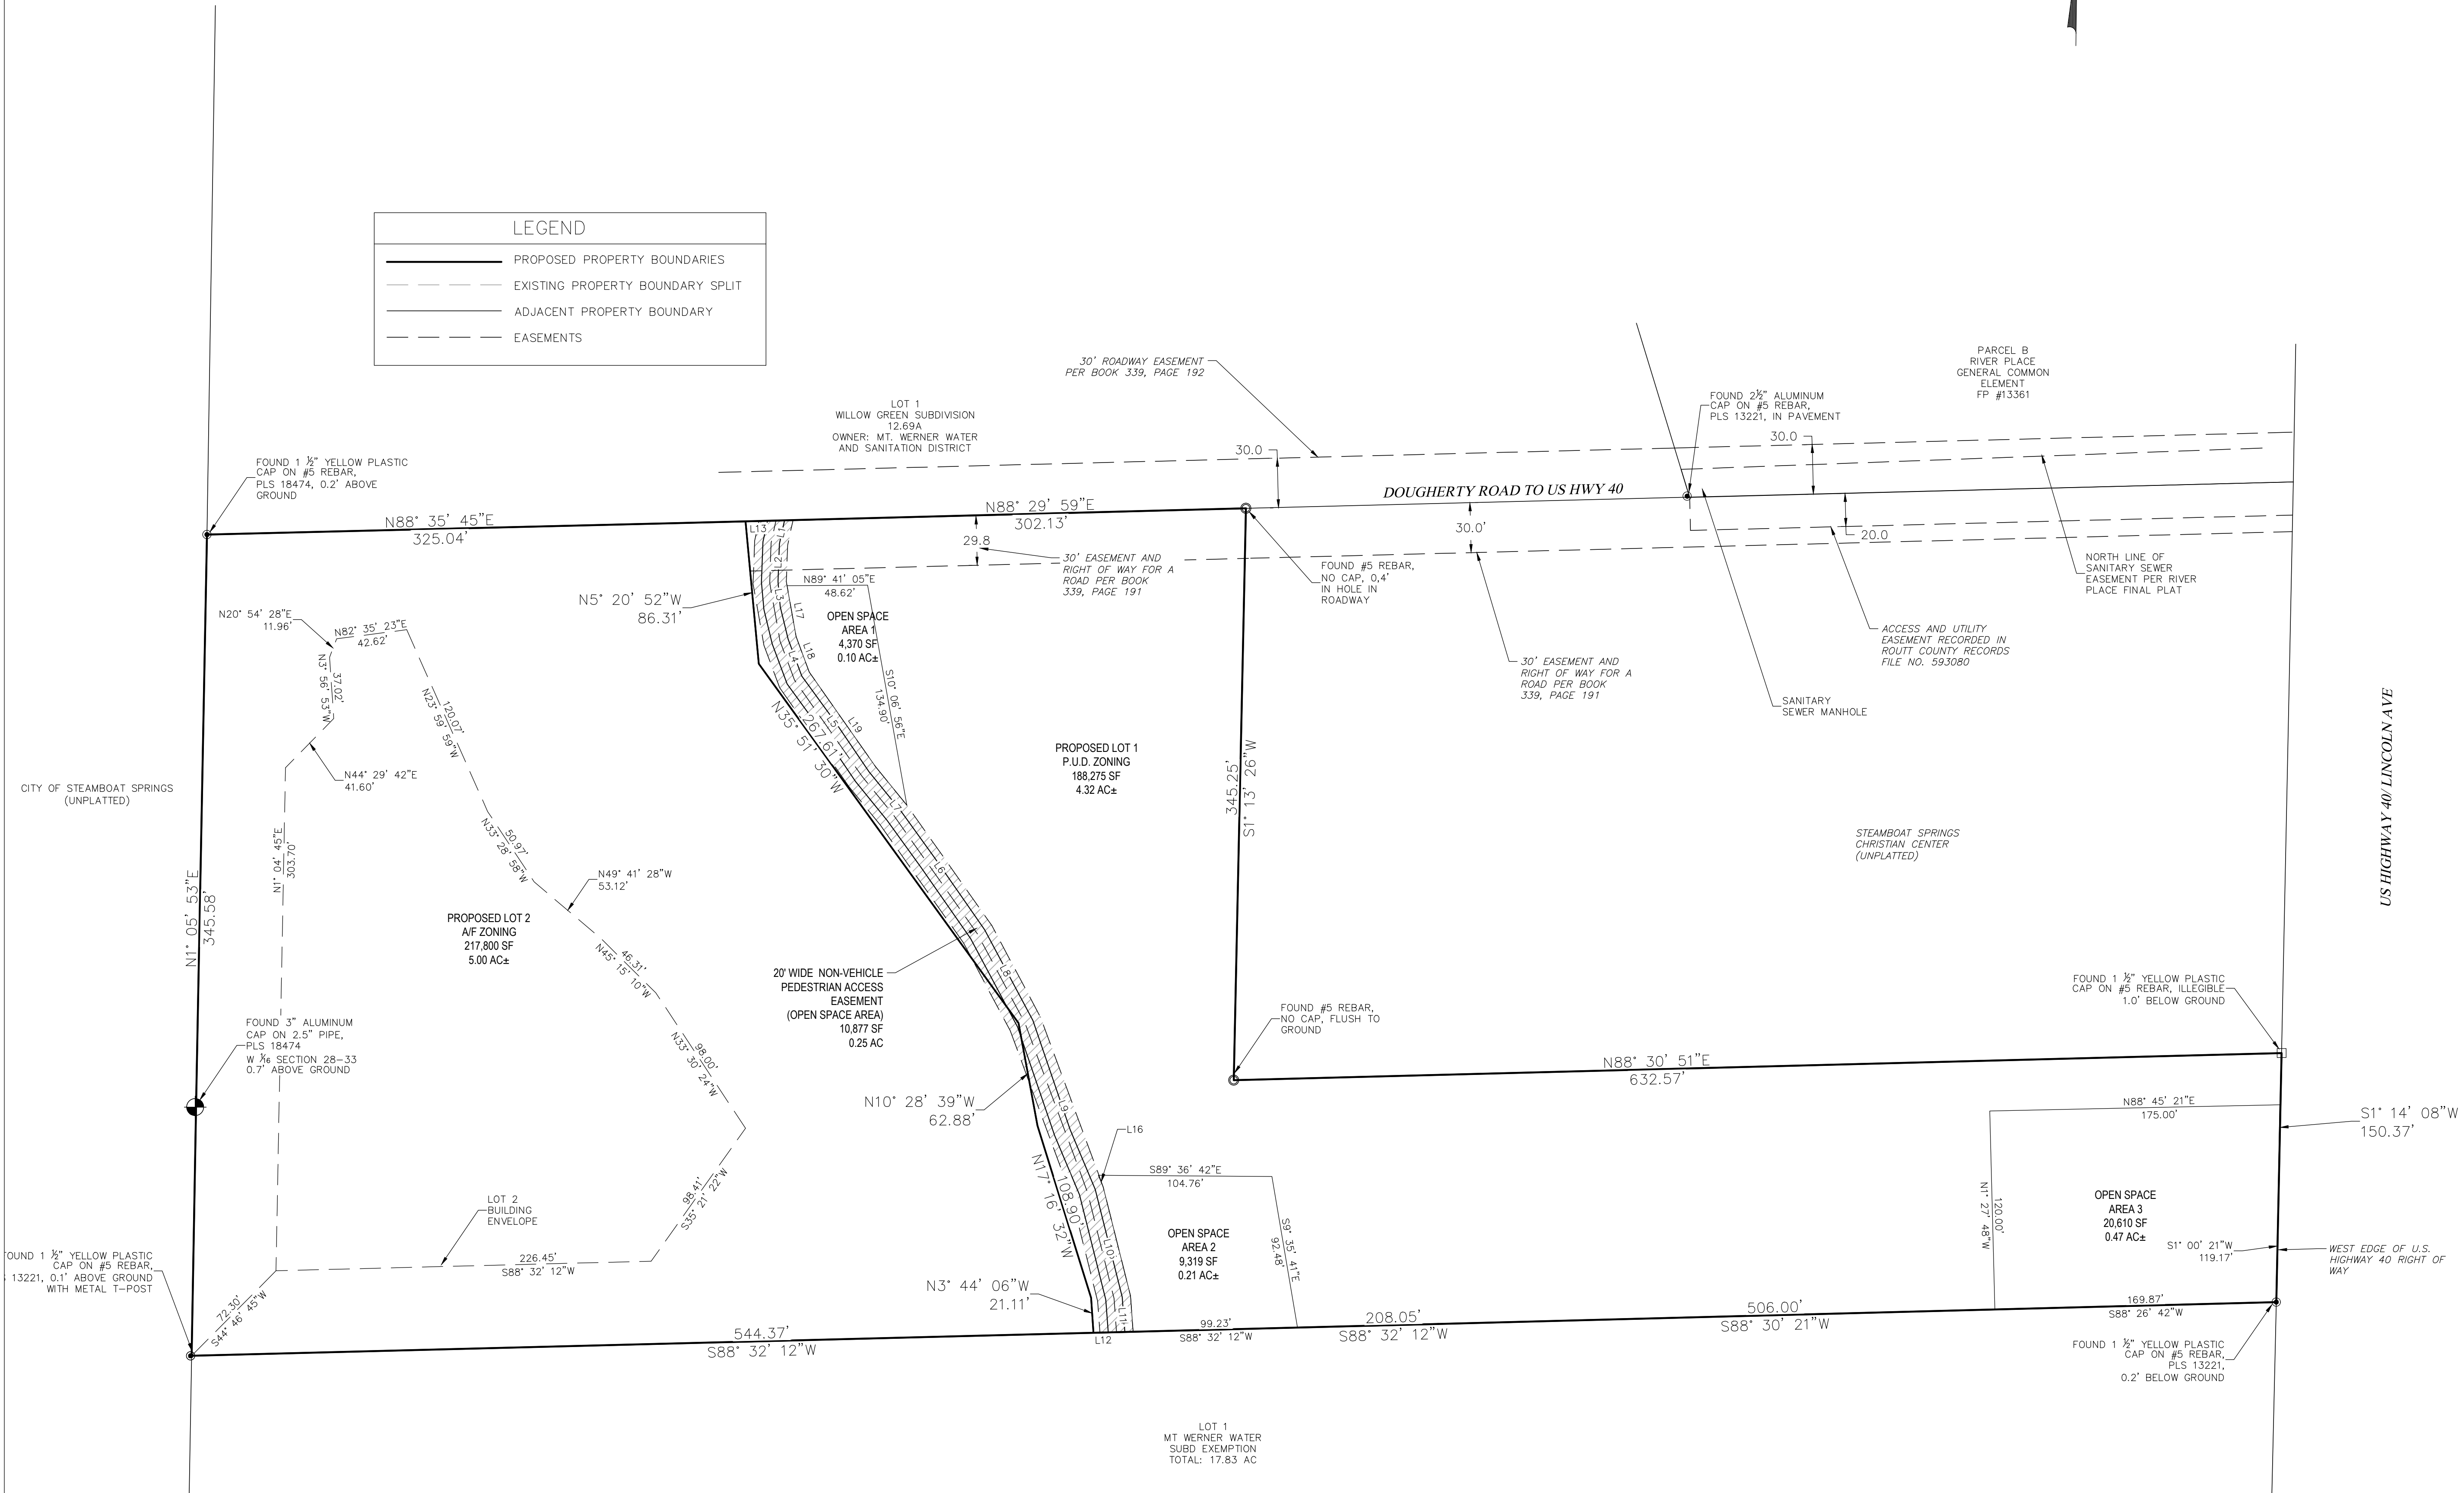 LEGEND
PROPOSED PROPERTY BOUNDARIES
EXISTING PROPERTY BOUNDARY SPLIT
ADJACENT PROPERTY BOUNDARY
EASEMENTS
30' ROADWAY EASEMENT
PER BOOK 339, PAGE 192
PARCEL B
RIVER PLACE
GENERAL COMMON
ELEMENT
FP #13361
FOUND 2½" ALUMINUM
CAP ON #5 REBAR,
PLS 13221, IN PAVEMENT
LOT 1
WILLOW GREEN SUBDIVISION
12.69A
OWNER: MT. WERNER WATER
AND SANITATION DISTRICT
30.0
30.0
FOUND 1 ½" YELLOW PLASTIC
CAP ON #5 REBAR,
PLS 18474, 0.2' ABOVE
GROUND
DOUGHERTY ROAD TO US HWY 40
N88° 35' 45"E
325.04'
N88° 29' 59"E
302.13'
L13
L1
L2
L3
L17
L4
L18
L5
L19
L7
L6
L8
L9
L10
L11
L12
L16
29.8
30.0'
20.0
30' EASEMENT AND
RIGHT OF WAY FOR A
ROAD PER BOOK
339, PAGE 191
FOUND #5 REBAR,
NO CAP, 0,4'
IN HOLE IN
ROADWAY
NORTH LINE OF
SANITARY SEWER
EASEMENT PER RIVER
PLACE FINAL PLAT
N89° 41' 05"E
48.62'
N5° 20' 52"W
86.31'
OPEN SPACE
AREA 1
4,370 SF
0.10 AC±
S10° 06' 56"E
134.90'
N20° 54' 28"E
11.96'
N82° 35' 23"E
42.62'
N3° 56' 53"W
37.02'
120.07'
N23° 59' 59"W
N44° 29' 42"E
41.60'
ACCESS AND UTILITY
EASEMENT RECORDED IN
ROUTT COUNTY RECORDS
FILE NO. 593080
30' EASEMENT AND
RIGHT OF WAY FOR A
ROAD PER BOOK
339, PAGE 191
SANITARY
SEWER MANHOLE
267.61'
N35° 51' 30"W
PROPOSED LOT 1
P.U.D. ZONING
188,275 SF
4.32 AC±
345.25'
S1° 13' 26"W
US HIGHWAY 40/ LINCOLN AVE
CITY OF STEAMBOAT SPRINGS
(UNPLATTED)
N1° 04' 45"E
303.70'
50.97'
N33° 28' 58"W
N49° 41' 28"W
53.12'
STEAMBOAT SPRINGS
CHRISTIAN CENTER
(UNPLATTED)
N1° 05' 53"E
345.58'
PROPOSED LOT 2
A/F ZONING
217,800 SF
5.00 AC±
46.31'
N45° 15' 10"W
20' WIDE NON-VEHICLE
PEDESTRIAN ACCESS
EASEMENT
(OPEN SPACE AREA)
10,877 SF
0.25 AC
FOUND 1 ½" YELLOW PLASTIC
CAP ON #5 REBAR, ILLEGIBLE
1.0' BELOW GROUND
FOUND 3" ALUMINUM
CAP ON 2.5" PIPE,
PLS 18474
W 1⁄16 SECTION 28-33
0.7' ABOVE GROUND
98.00'
N33° 30' 24"W
FOUND #5 REBAR,
NO CAP, FLUSH TO
GROUND
N88° 30' 51"E
632.57'
N10° 28' 39"W
62.88'
N88° 45' 21"E
175.00'
S1° 14' 08"W
150.37'
108.90'
N17° 16' 32"W
S89° 36' 42"E
104.76'
98.41'
S35° 21' 22"W
LOT 2
BUILDING
ENVELOPE
N1° 27' 48"W
120.00'
OPEN SPACE
AREA 3
20,610 SF
0.47 AC±
OPEN SPACE
AREA 2
9,319 SF
0.21 AC±
S9° 35' 41"E
92.48'
S1° 00' 21"W
119.17'
WEST EDGE OF U.S.
HIGHWAY 40 RIGHT OF
WAY
OUND 1 ½" YELLOW PLASTIC
CAP ON #5 REBAR,
13221, 0.1' ABOVE GROUND
WITH METAL T-POST
226.45'
S88° 32' 12"W
72.30'
S44° 46' 45"W
N3° 44' 06"W
21.11'
544.37'
S88° 32' 12"W
99.23'
S88° 32' 12"W
208.05'
S88° 32' 12"W
506.00'
S88° 30' 21"W
169.87'
S88° 26' 42"W
FOUND 1 ½" YELLOW PLASTIC
CAP ON #5 REBAR,
PLS 13221,
0.2' BELOW GROUND
LOT 1
MT WERNER WATER
SUBD EXEMPTION
TOTAL: 17.83 AC